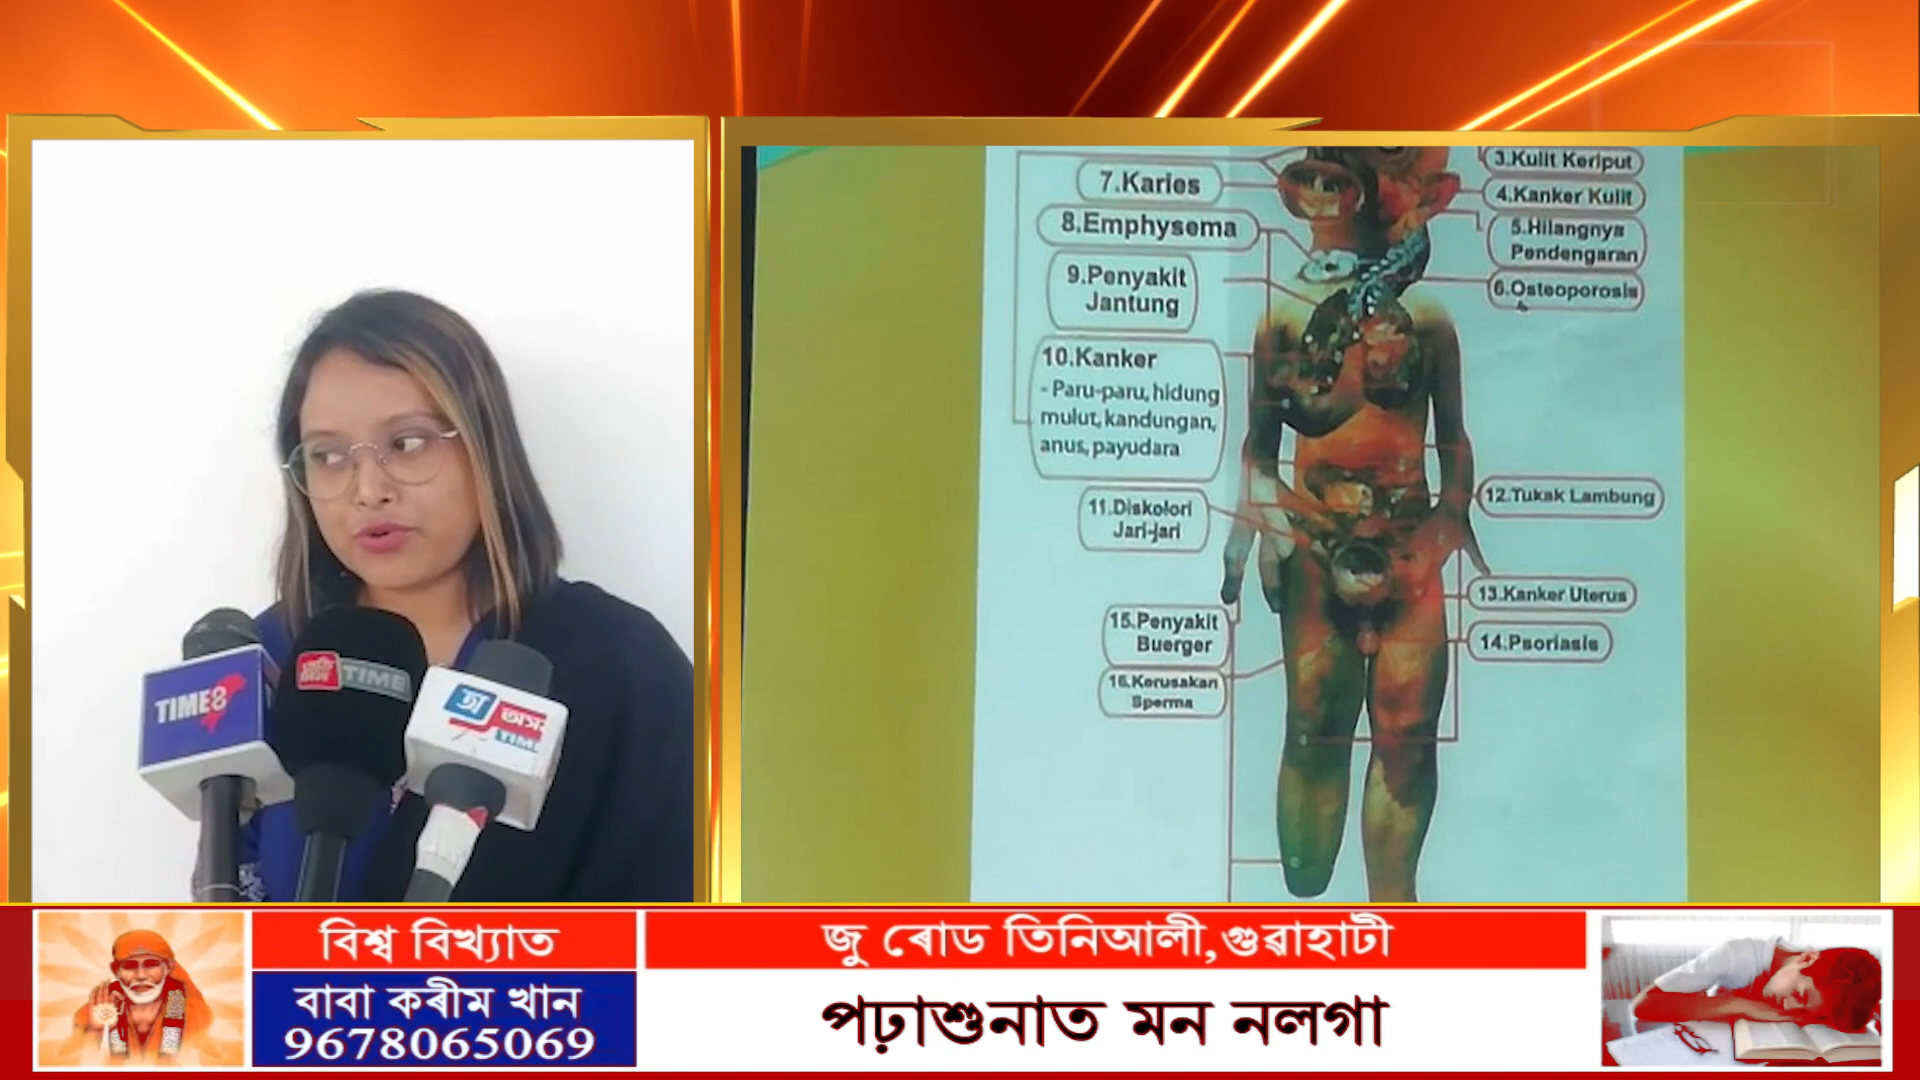 3.Kulit Keriput
7.Karies
4.Kanker Kulit
8.Emphysema
5.Hilangnya
Pendengaran
9.Penyakit
Jantung
6.Osteoporosis
10.Kanker
- Paru-paru, hidung
mulut, kandungan,
anus, payudara
11.Diskolori
Jari-jari
12.Tukak Lambung
13.Kanker Uterus
15.Penyakit
Buerger
14.Psoriasis
16.Kerusakan
Sperma
TIME8
TIME
অ
TIM
বিশ্ব বিখ্যাত
বাবা কৰীম খান
9678065069
জু ৰোড তিনিআলী,গুৱাহাটী
পঢ়াশুনাত মন নলগা